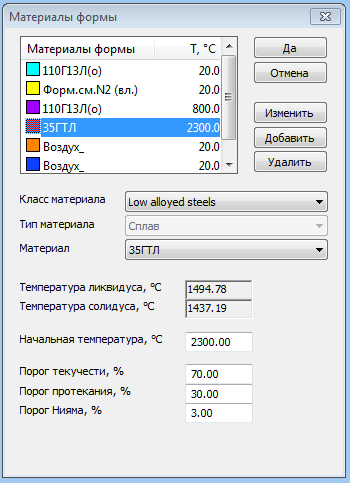 Материалы формы
Материалы формы T, °C
110Г13Л(о) 20.0
Форм.см.N2 (вл.) 20.0
110Г13Л(о) 800.0
35ГТЛ 2300.0
Воздух_ 20.0
Воздух_ 20.0
Да
Отмена
Изменить
Добавить
Удалить
Класс материала Low alloyed steels
Тип материала Сплав
Материал 35ГТЛ
Температура ликвидуса, °C 1494.78
Температура солидуса, °C 1437.19
Начальная температура, °C 2300.00
Порог текучести, % 70.00
Порог протекания, % 30.00
Порог Нияма, % 3.00